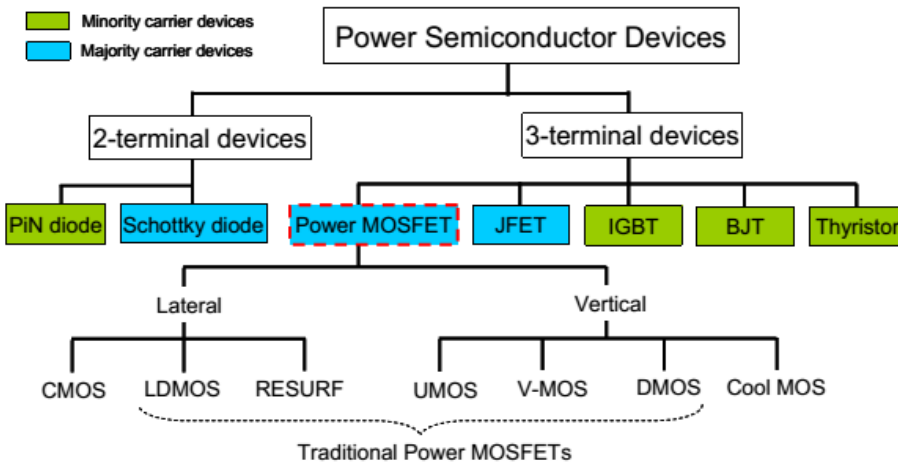 Minority carrier devices
Majority carrier devices
Power Semiconductor Devices
2-terminal devices
3-terminal devices
PiN diode
Schottky diode
Power MOSFET
JFET
IGBT
BJT
Thyristor
Lateral
Vertical
CMOS
LDMOS
RESURF
UMOS
V-MOS
DMOS
Cool MOS
Traditional Power MOSFETs